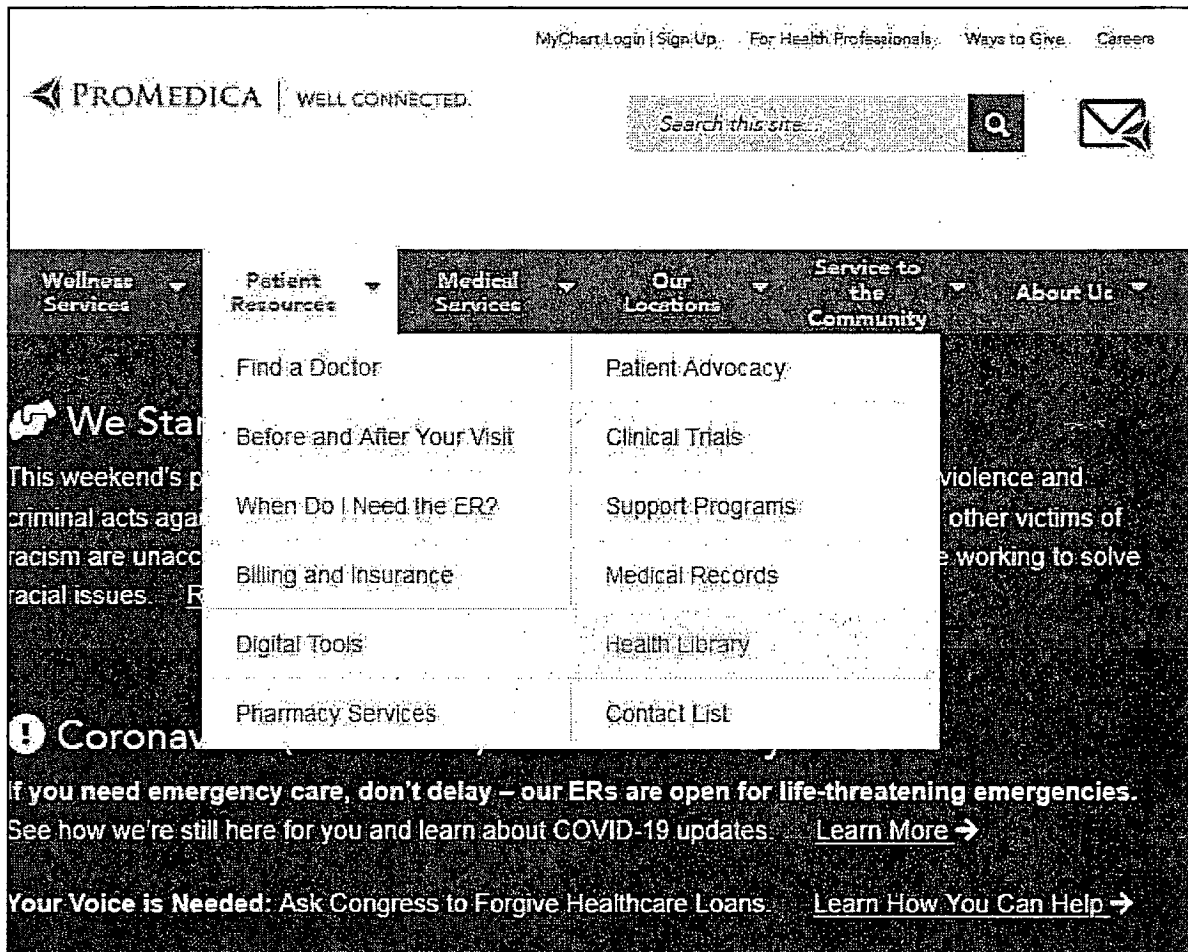 MyChart Login | Sign Up For Health Professionals Ways to Give Careers
PROMEDICA | WELL CONNECTED.
Search this site...
Wellness Services
Patient Resources
Medical Services
Our Locations
Service to the Community
About Us
Find a Doctor
Patient Advocacy
Before and After Your Visit
Clinical Trials
When Do I Need the ER?
Support Programs
Billing and Insurance
Medical Records
Digital Tools
Health Library
Pharmacy Services
Contact List
We Star
This weekend's p violence and
criminal acts agai other victims of
racism are unacc e working to solve
racial issues. R
Coronav
If you need emergency care, don't delay – our ERs are open for life-threatening emergencies.
See how we're still here for you and learn about COVID-19 updates. Learn More →
Your Voice is Needed: Ask Congress to Forgive Healthcare Loans. Learn How You Can Help →